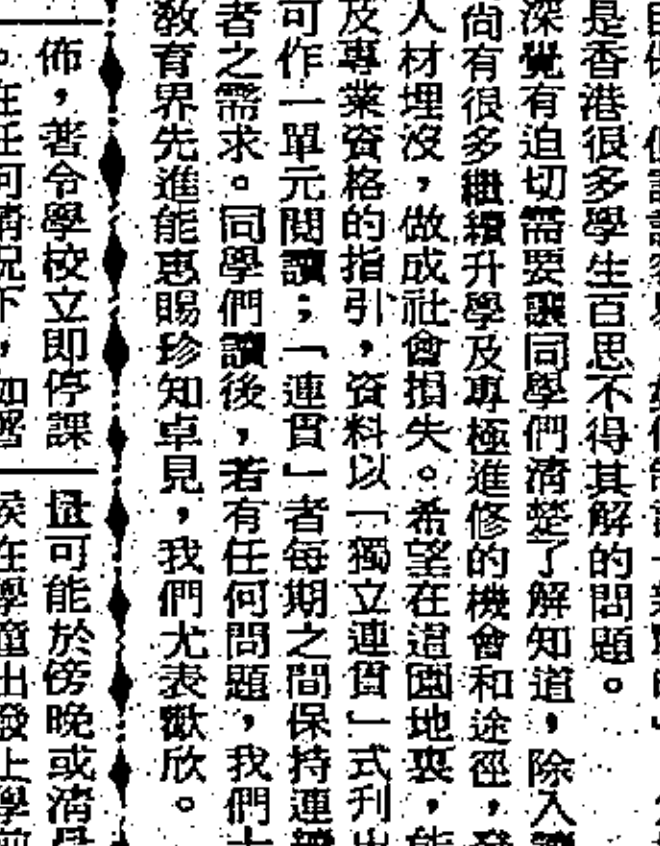 是香港很多學生百思不得其解的問題。
深覺有迫切需要讓同學們清楚了解知道,除入讀
尚有很多繼續升學及專極進修的機會和途徑,
人材埋沒,做成社會損失。希望在這園地裏,能
及專業資格的指引,資料以「獨立連貫」式刋出
可作一單元閱讀;「連貫」者每期之間保持連續
者之需求。同學們讀後,若有任何問題,我們
教育界先進能惠賜珍知卓見,我們尤表歡欣。
佈,著令學校立即停課
。在任何情況下,如
最可能於傍晚或清晨
候在學童出發上學前